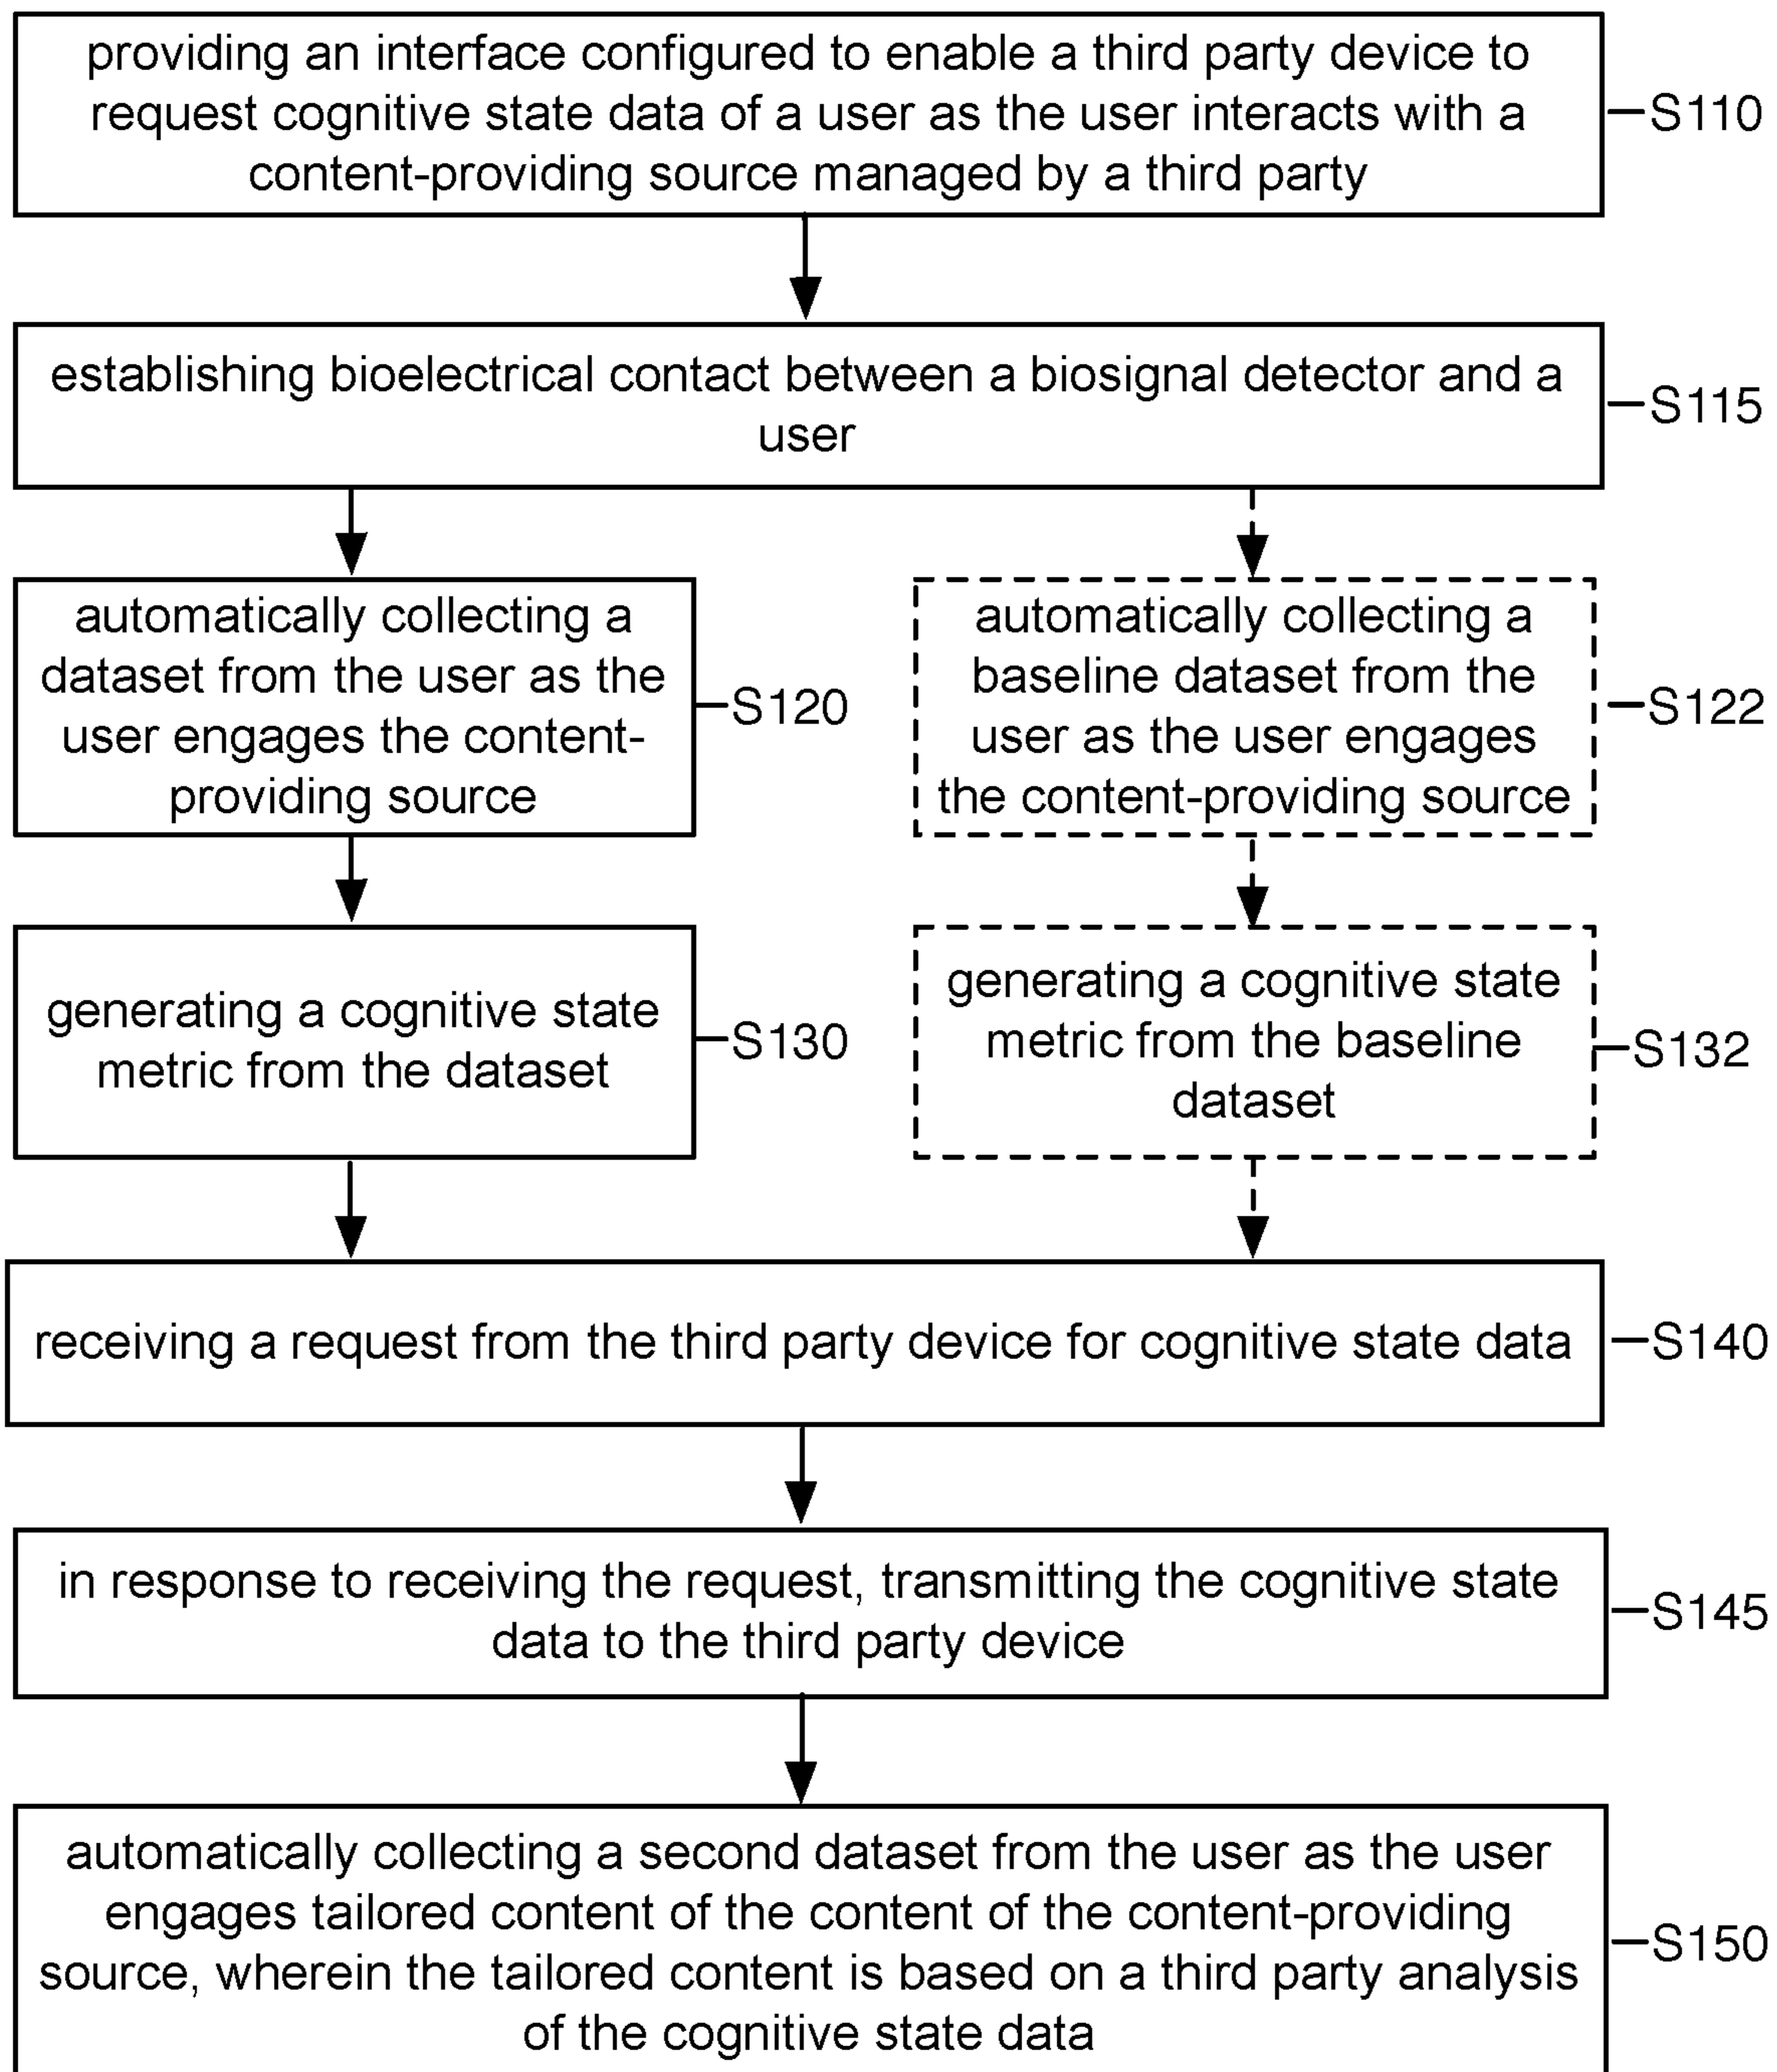 providing an interface configured to enable a third party device to
request cognitive state data of a user as the user interacts with a
content-providing source managed by a third party
S110
establishing bioelectrical contact between a biosignal detector and a
user
S115
automatically collecting a
dataset from the user as the
user engages the content-
providing source
S120
automatically collecting a
baseline dataset from the
user as the user engages
the content-providing source
S122
generating a cognitive state
metric from the dataset
S130
generating a cognitive state
metric from the baseline
dataset
S132
receiving a request from the third party device for cognitive state data
S140
in response to receiving the request, transmitting the cognitive state
data to the third party device
S145
automatically collecting a second dataset from the user as the user
engages tailored content of the content of the content-providing
source, wherein the tailored content is based on a third party analysis
of the cognitive state data
S150